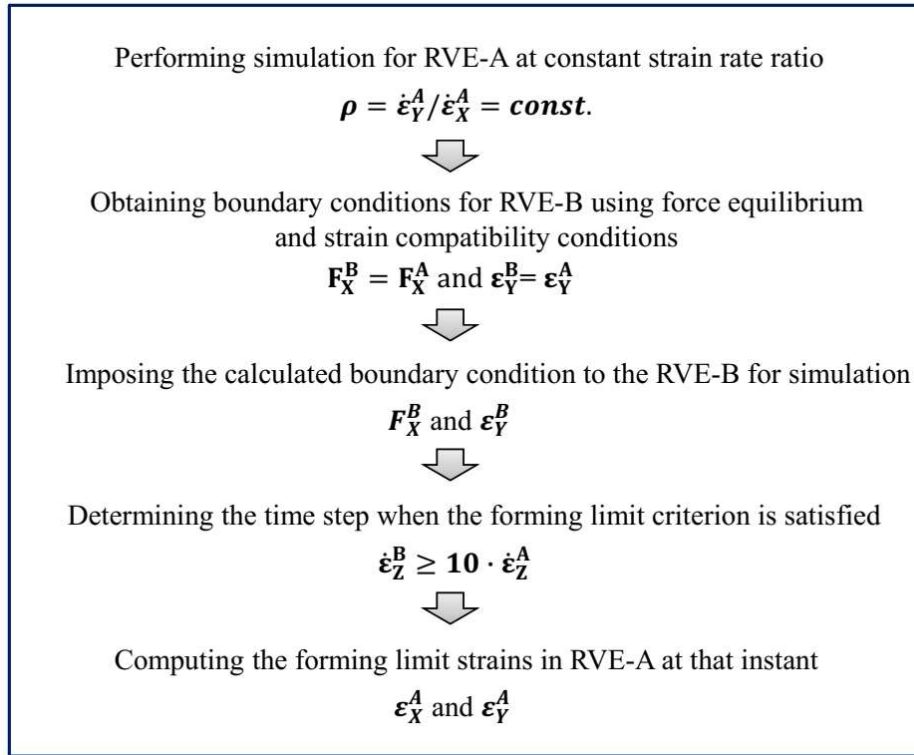 Performing simulation for RVE-A at constant strain rate ratio
ρ = ε̇_Y^A/ε̇_X^A = const.
Obtaining boundary conditions for RVE-B using force equilibrium
and strain compatibility conditions
F_X^B = F_X^A and ε_Y^B= ε_Y^A
Imposing the calculated boundary condition to the RVE-B for simulation
F_X^B and ε_Y^B
Determining the time step when the forming limit criterion is satisfied
ε̇_Z^B ≥ 10 · ε̇_Z^A
Computing the forming limit strains in RVE-A at that instant
ε_X^A and ε_Y^A